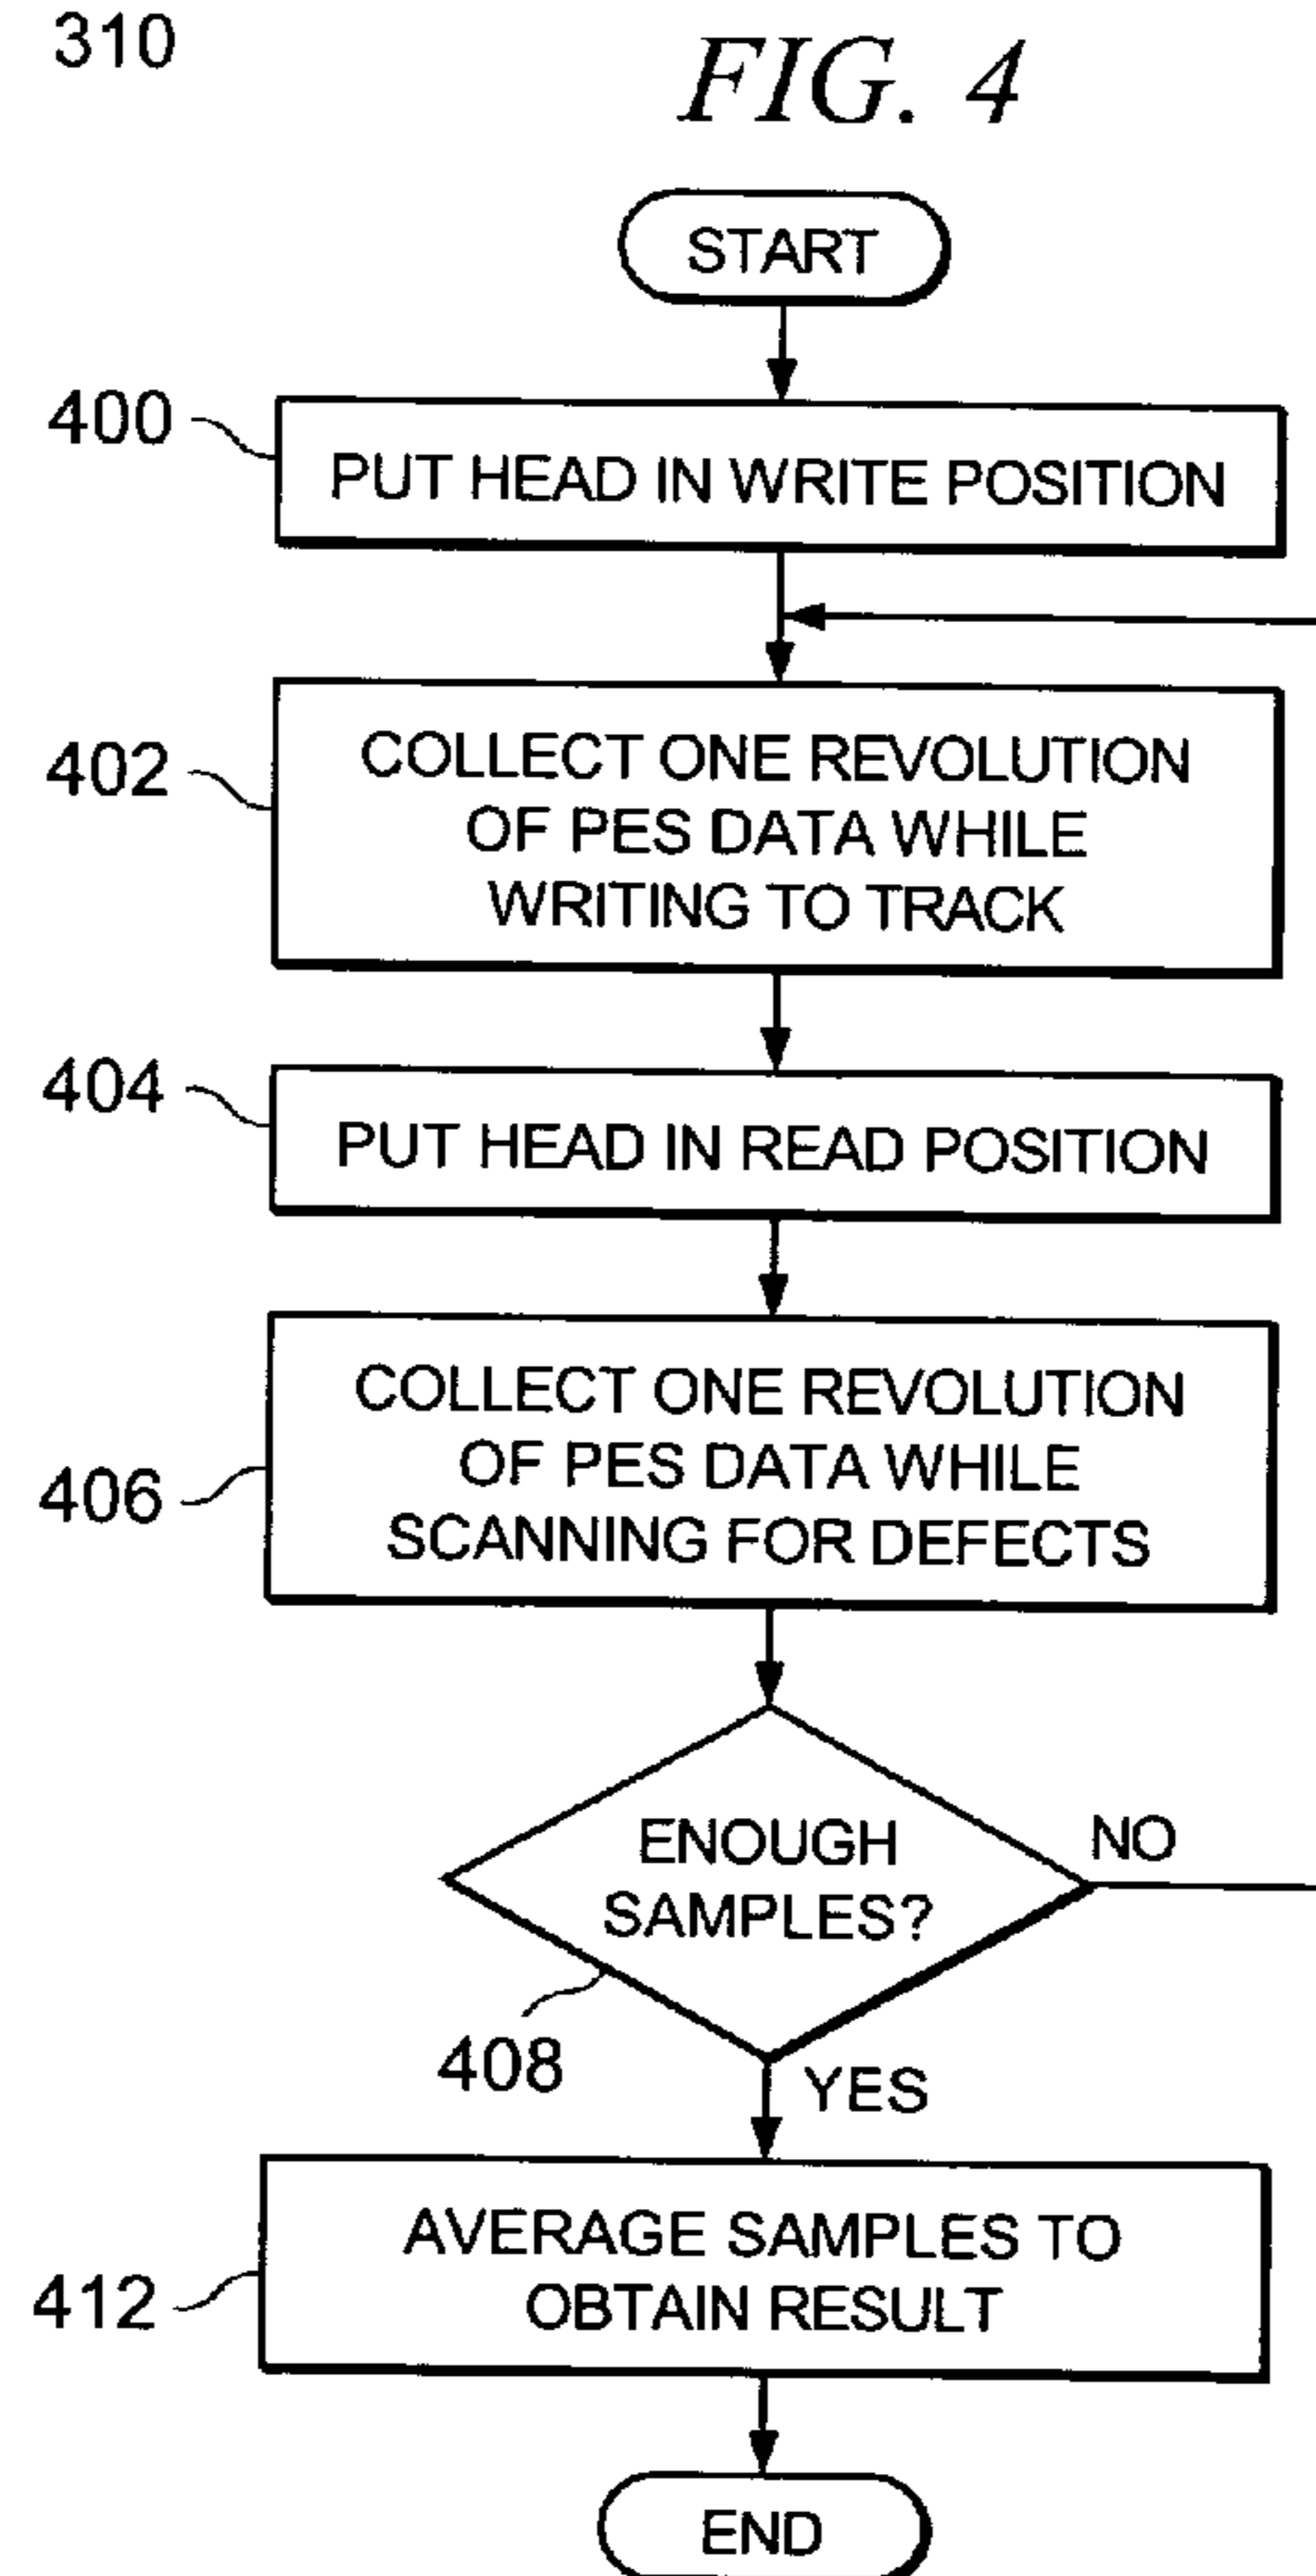 310
FIG. 4
START
400
PUT HEAD IN WRITE POSITION
402
COLLECT ONE REVOLUTION
OF PES DATA WHILE
WRITING TO TRACK
404
PUT HEAD IN READ POSITION
406
COLLECT ONE REVOLUTION
OF PES DATA WHILE
SCANNING FOR DEFECTS
ENOUGH
SAMPLES?
NO
408
YES
412
AVERAGE SAMPLES TO
OBTAIN RESULT
END